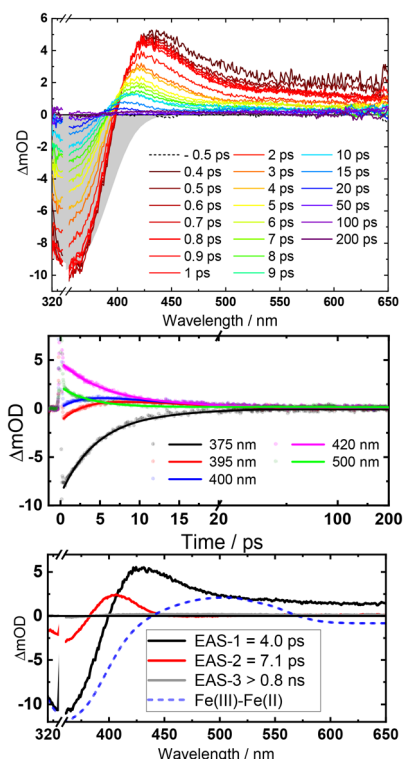 6
4
2
0
-2
-4
-6
-8
-10
ΔmOD
- 0.5 ps 2 ps 10 ps
0.4 ps 3 ps 15 ps
0.5 ps 4 ps 20 ps
0.6 ps 5 ps 50 ps
0.7 ps 6 ps 100 ps
0.8 ps 7 ps 200 ps
0.9 ps 8 ps
1 ps 9 ps
320 400 450 500 550 600 650
Wavelength / nm
5
0
-5
-10
ΔmOD
375 nm 420 nm
395 nm 500 nm
400 nm
0 5 10 15 20 100 200
Time / ps
5
0
-5
-10
ΔmOD
EAS-1 = 4.0 ps
EAS-2 = 7.1 ps
EAS-3 > 0.8 ns
Fe(III)-Fe(II)
320 400 450 500 550 600 650
Wavelength / nm